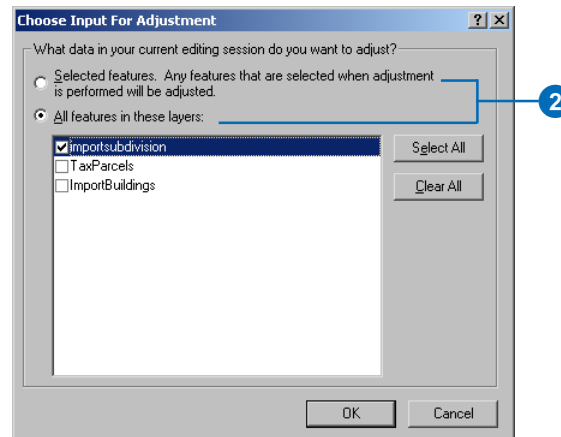 Choose Input For Adjustment
What data in your current editing session do you want to adjust?
Selected features. Any features that are selected when adjustment
is performed will be adjusted.
2
All features in these layers:
importsubdivision
Select All
TaxParcels
ImportBuildings
Clear All
OK
Cancel